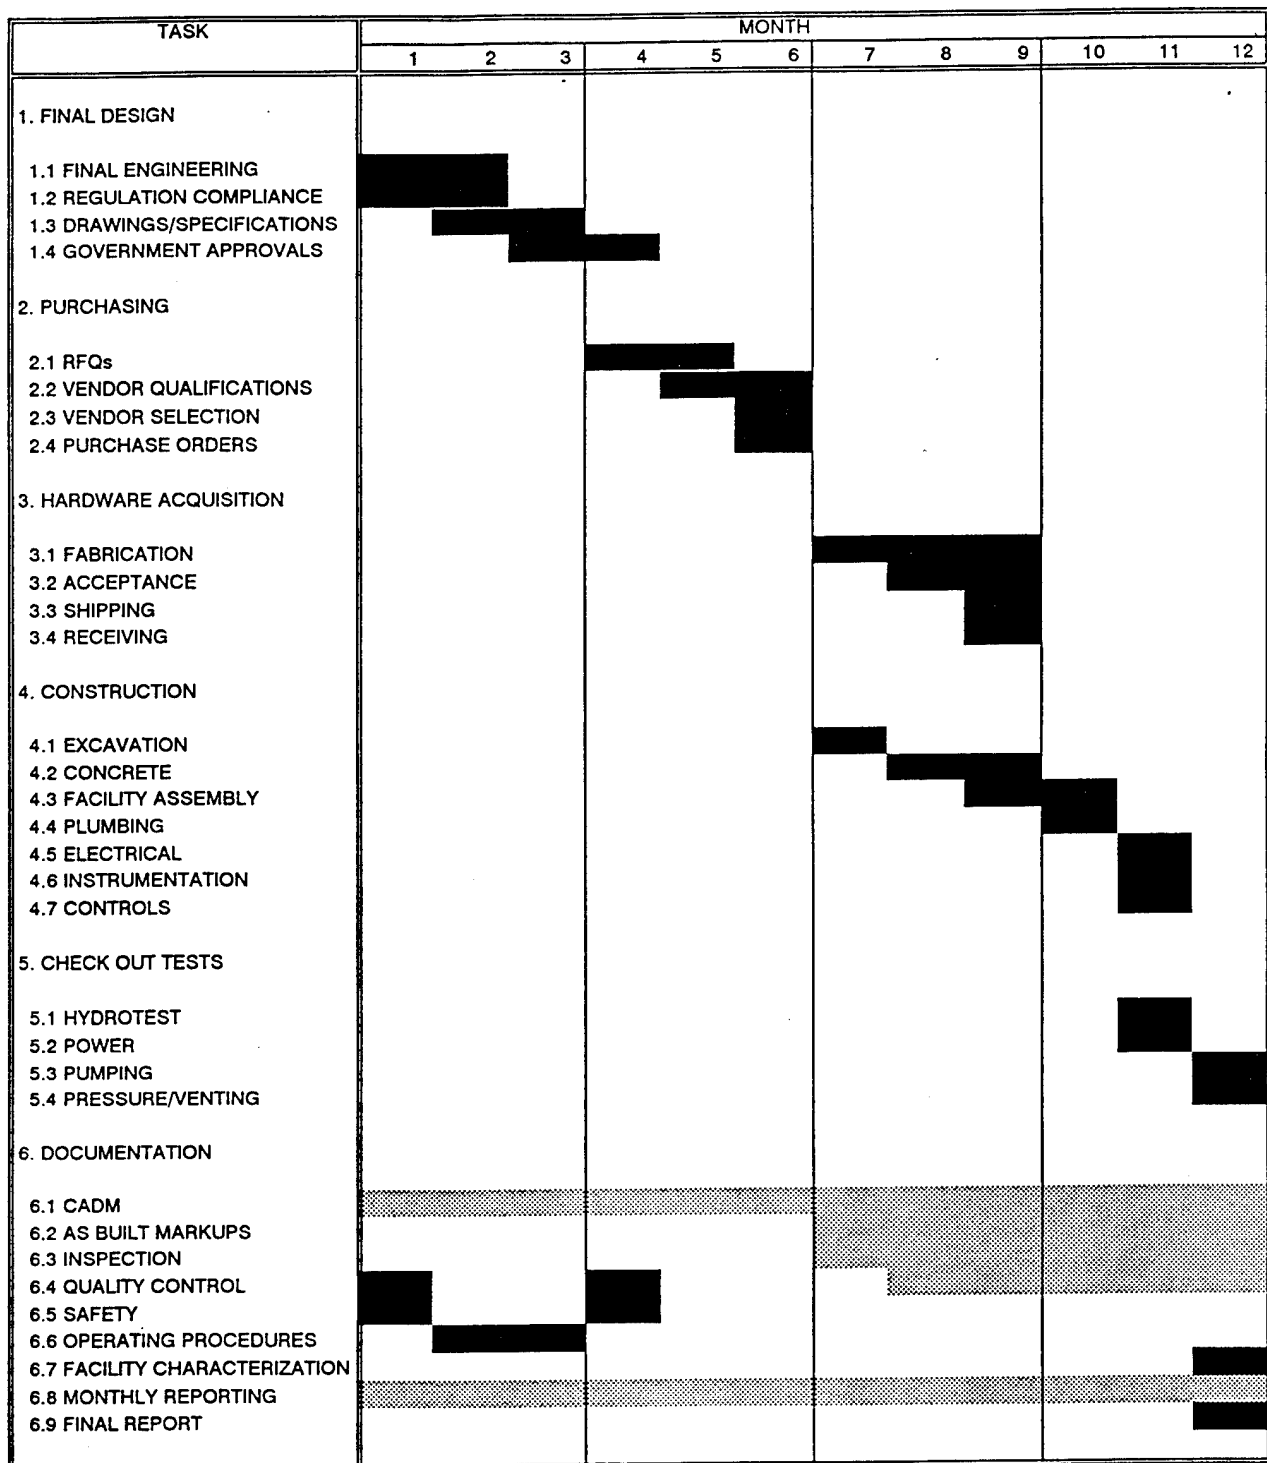 TASK MONTH
1 2 3 4 5 6 7 8 9 10 11 12
1. FINAL DESIGN
1.1 FINAL ENGINEERING
1.2 REGULATION COMPLIANCE
1.3 DRAWINGS/SPECIFICATIONS
1.4 GOVERNMENT APPROVALS
2. PURCHASING
2.1 RFQs
2.2 VENDOR QUALIFICATIONS
2.3 VENDOR SELECTION
2.4 PURCHASE ORDERS
3. HARDWARE ACQUISITION
3.1 FABRICATION
3.2 ACCEPTANCE
3.3 SHIPPING
3.4 RECEIVING
4. CONSTRUCTION
4.1 EXCAVATION
4.2 CONCRETE
4.3 FACILITY ASSEMBLY
4.4 PLUMBING
4.5 ELECTRICAL
4.6 INSTRUMENTATION
4.7 CONTROLS
5. CHECK OUT TESTS
5.1 HYDROTEST
5.2 POWER
5.3 PUMPING
5.4 PRESSURE/VENTING
6. DOCUMENTATION
6.1 CADM
6.2 AS BUILT MARKUPS
6.3 INSPECTION
6.4 QUALITY CONTROL
6.5 SAFETY
6.6 OPERATING PROCEDURES
6.7 FACILITY CHARACTERIZATION
6.8 MONTHLY REPORTING
6.9 FINAL REPORT